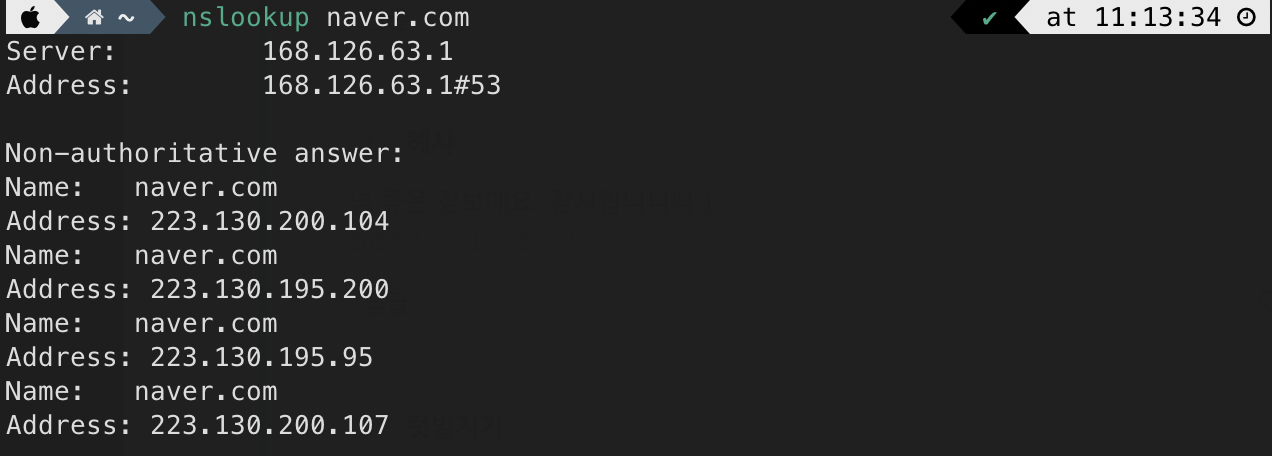 ~ nslookup naver.com ✔ at 11:13:34
Server: 168.126.63.1
Address: 168.126.63.1#53
Non-authoritative answer:
Name: naver.com
Address: 223.130.200.104
Name: naver.com
Address: 223.130.195.200
Name: naver.com
Address: 223.130.195.95
Name: naver.com
Address: 223.130.200.107